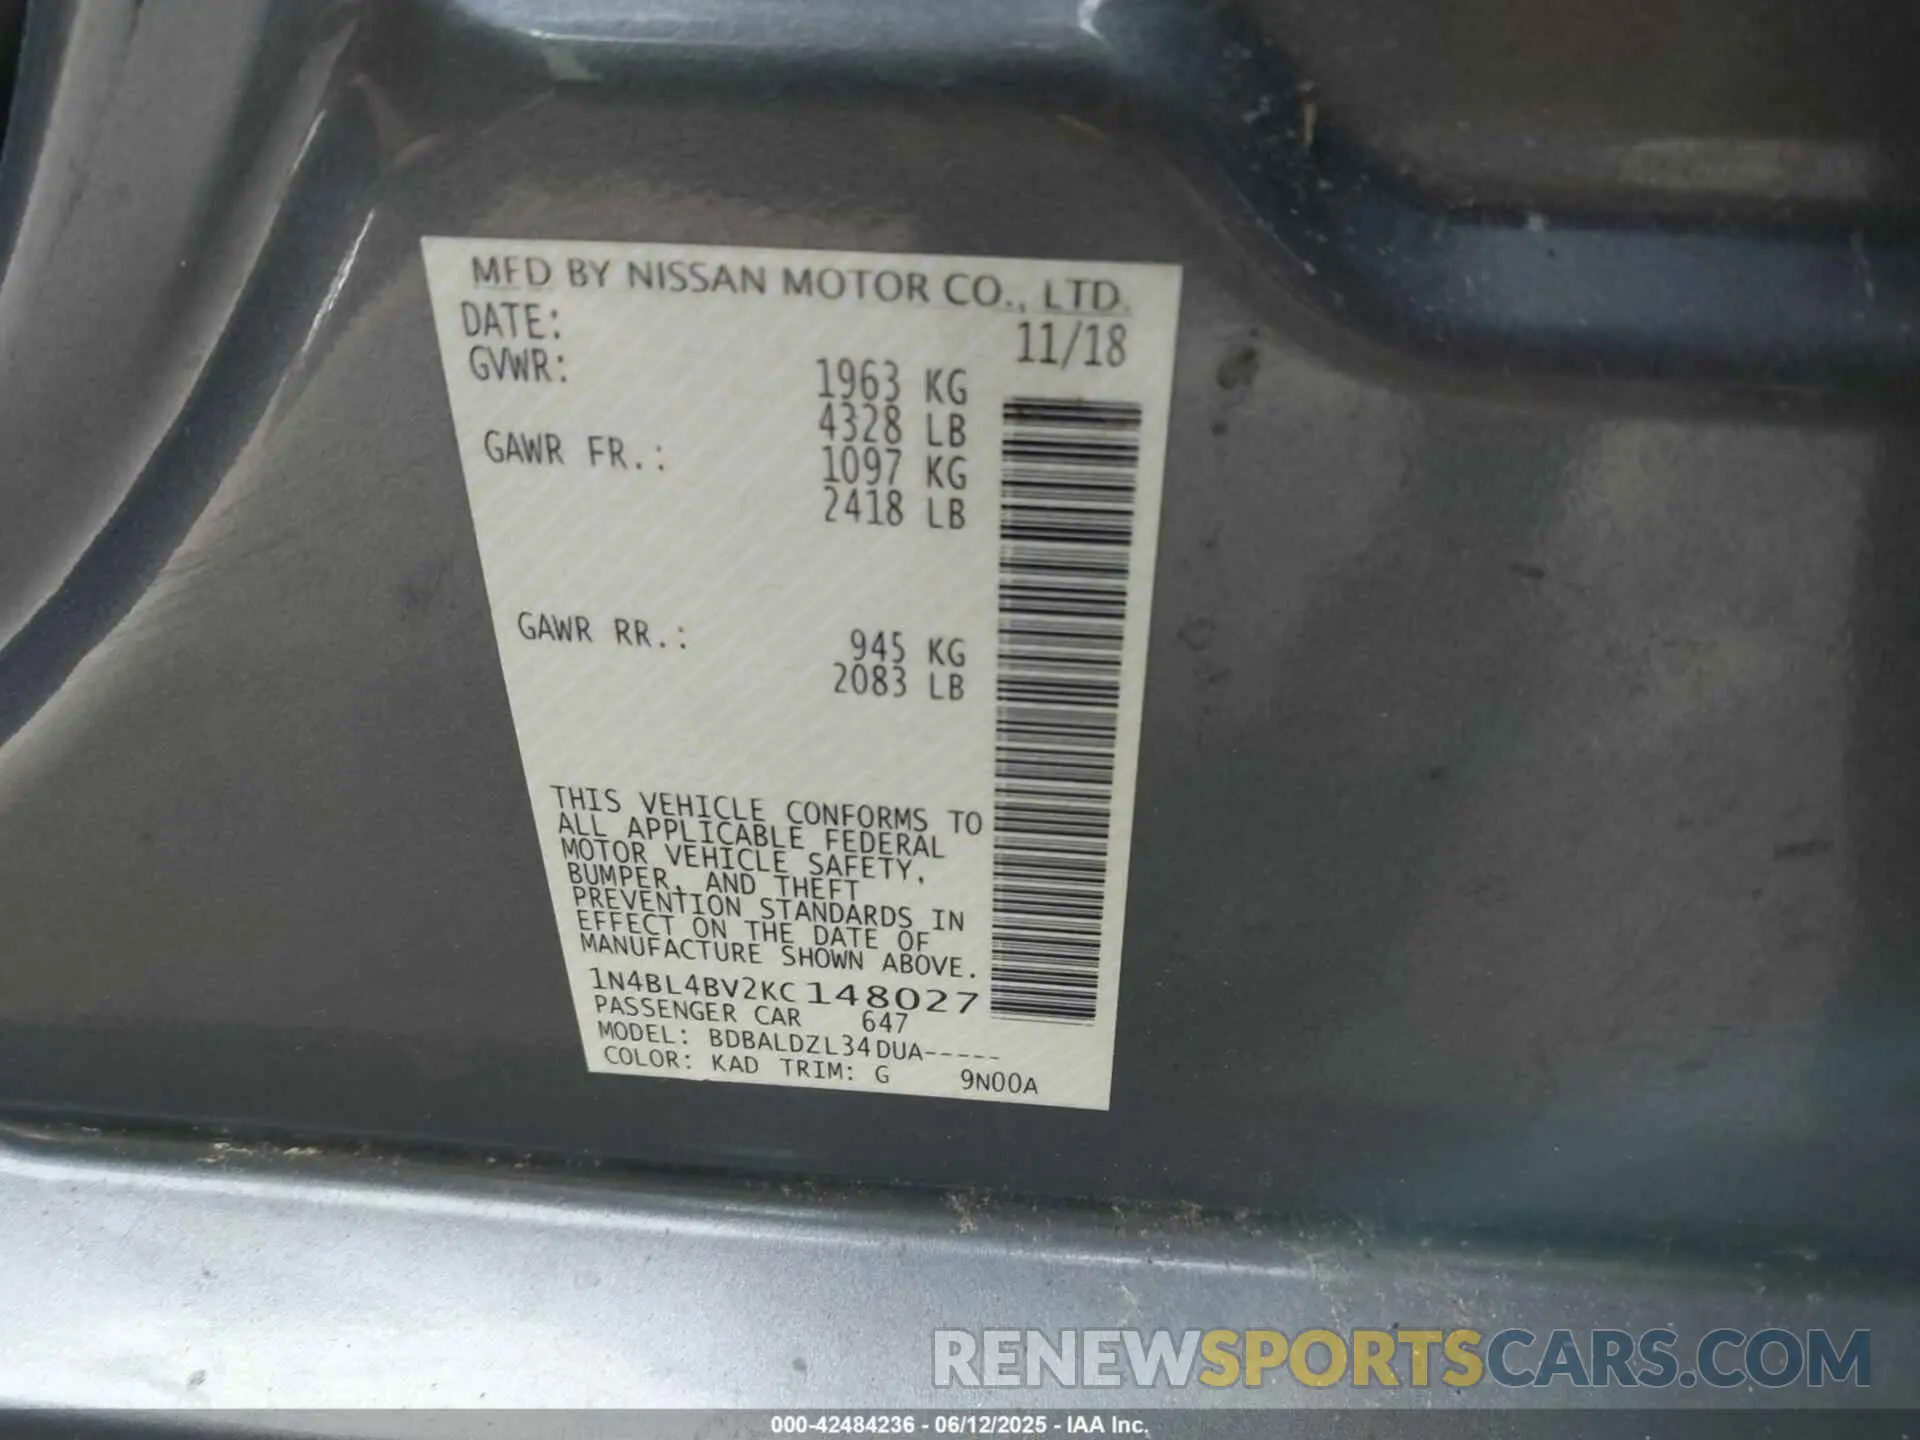 MFD BY NISSAN MOTOR CO., LTD.
DATE: 11/18
GVWR: 1963 KG
4328 LB
GAWR FR.: 1097 KG
2418 LB
GAWR RR.: 945 KG
2083 LB
THIS VEHICLE CONFORMS TO
ALL APPLICABLE FEDERAL
MOTOR VEHICLE SAFETY,
BUMPER, AND THEFT
PREVENTION STANDARDS IN
EFFECT ON THE DATE OF
MANUFACTURE SHOWN ABOVE.
1N4BL4BV2KC148027
PASSENGER CAR 647
MODEL: BDBALDZL34DUA-----
COLOR: KAD TRIM: G 9N00A
RENEWSPORTSCARS.COM
000-42484236 - 06/12/2025 - IAA Inc.